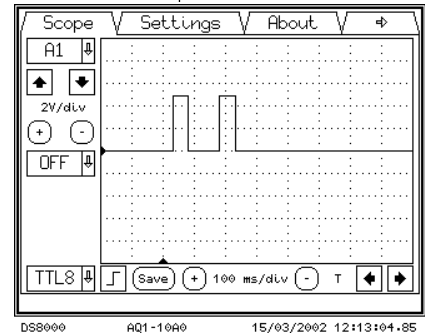 Scope Settings About
A1
2V/div
+ -
OFF
TTL8 Save + 100 ms/div - T
DS8000 AQ1-10A0 15/03/2002 12:13:04.85